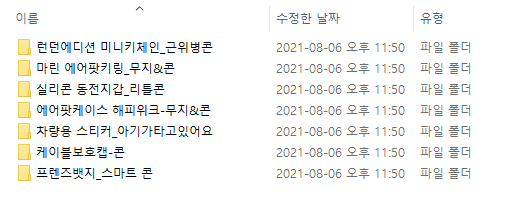 이름 수정한 날짜 유형
런던에디션 미니키체인_근위병콘 2021-08-06 오후 11:50 파일 폴더
마린 에어팟키링_무지&콘 2021-08-06 오후 11:50 파일 폴더
실리콘 동전지갑_리틀콘 2021-08-06 오후 11:50 파일 폴더
에어팟케이스 해피위크-무지&콘 2021-08-06 오후 11:50 파일 폴더
차량용 스티커_아기가타고있어요 2021-08-06 오후 11:50 파일 폴더
케이블보호캡-콘 2021-08-06 오후 11:50 파일 폴더
프렌즈뱃지_스마트 콘 2021-08-06 오후 11:50 파일 폴더